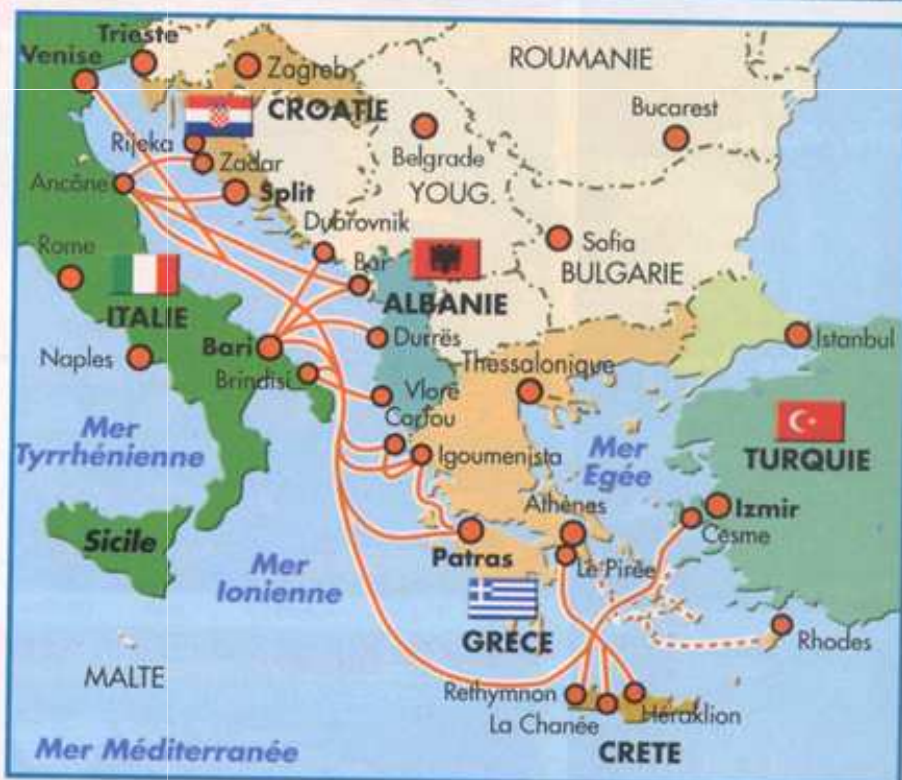 Trieste
Venise
Zagreb
ROUMANIE
CROATIE
Bucarest
Rijeka
Zadar
Belgrade
Ancône
Split
YOUG.
Dubrovnik
Rome
Sofia
Bar
BULGARIE
ITALIE
ALBANIE
Bari
Durrës
Istanbul
Naples
Thessalonique
Brindisi
Vlorë
Corfou
Mer
Tyrrhénienne
Igoumenista
Mer
Egée
TURQUIE
Athènes
Izmir
Césme
Sicile
Patras
Le Pirée
Mer
Ionienne
GRECE
Rhodes
MALTE
Rethymnon
La Chanée
Héraklion
CRETE
Mer Méditerranée